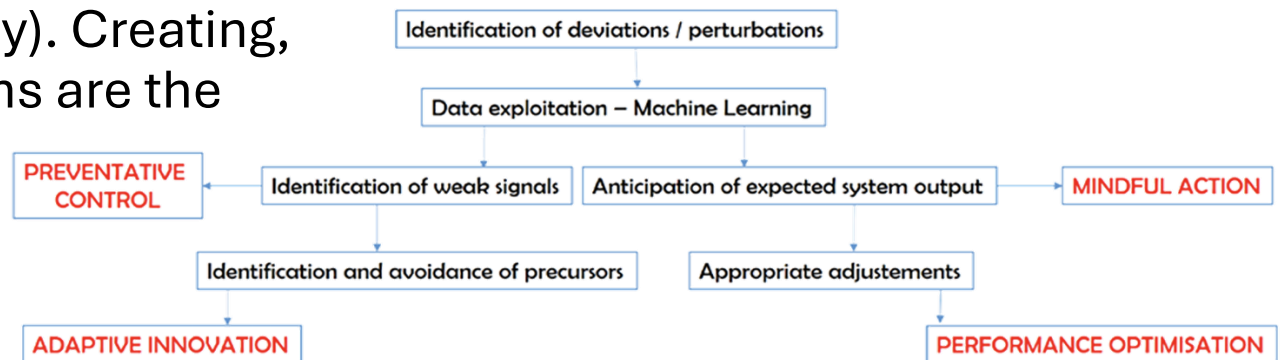 y). Creating,
ns are the
Identification of deviations / perturbations
Data exploitation – Machine Learning
PREVENTATIVE
CONTROL
Identification of weak signals
Anticipation of expected system output
MINDFUL ACTION
Identification and avoidance of precursors
Appropriate adjustements
ADAPTIVE INNOVATION
PERFORMANCE OPTIMISATION